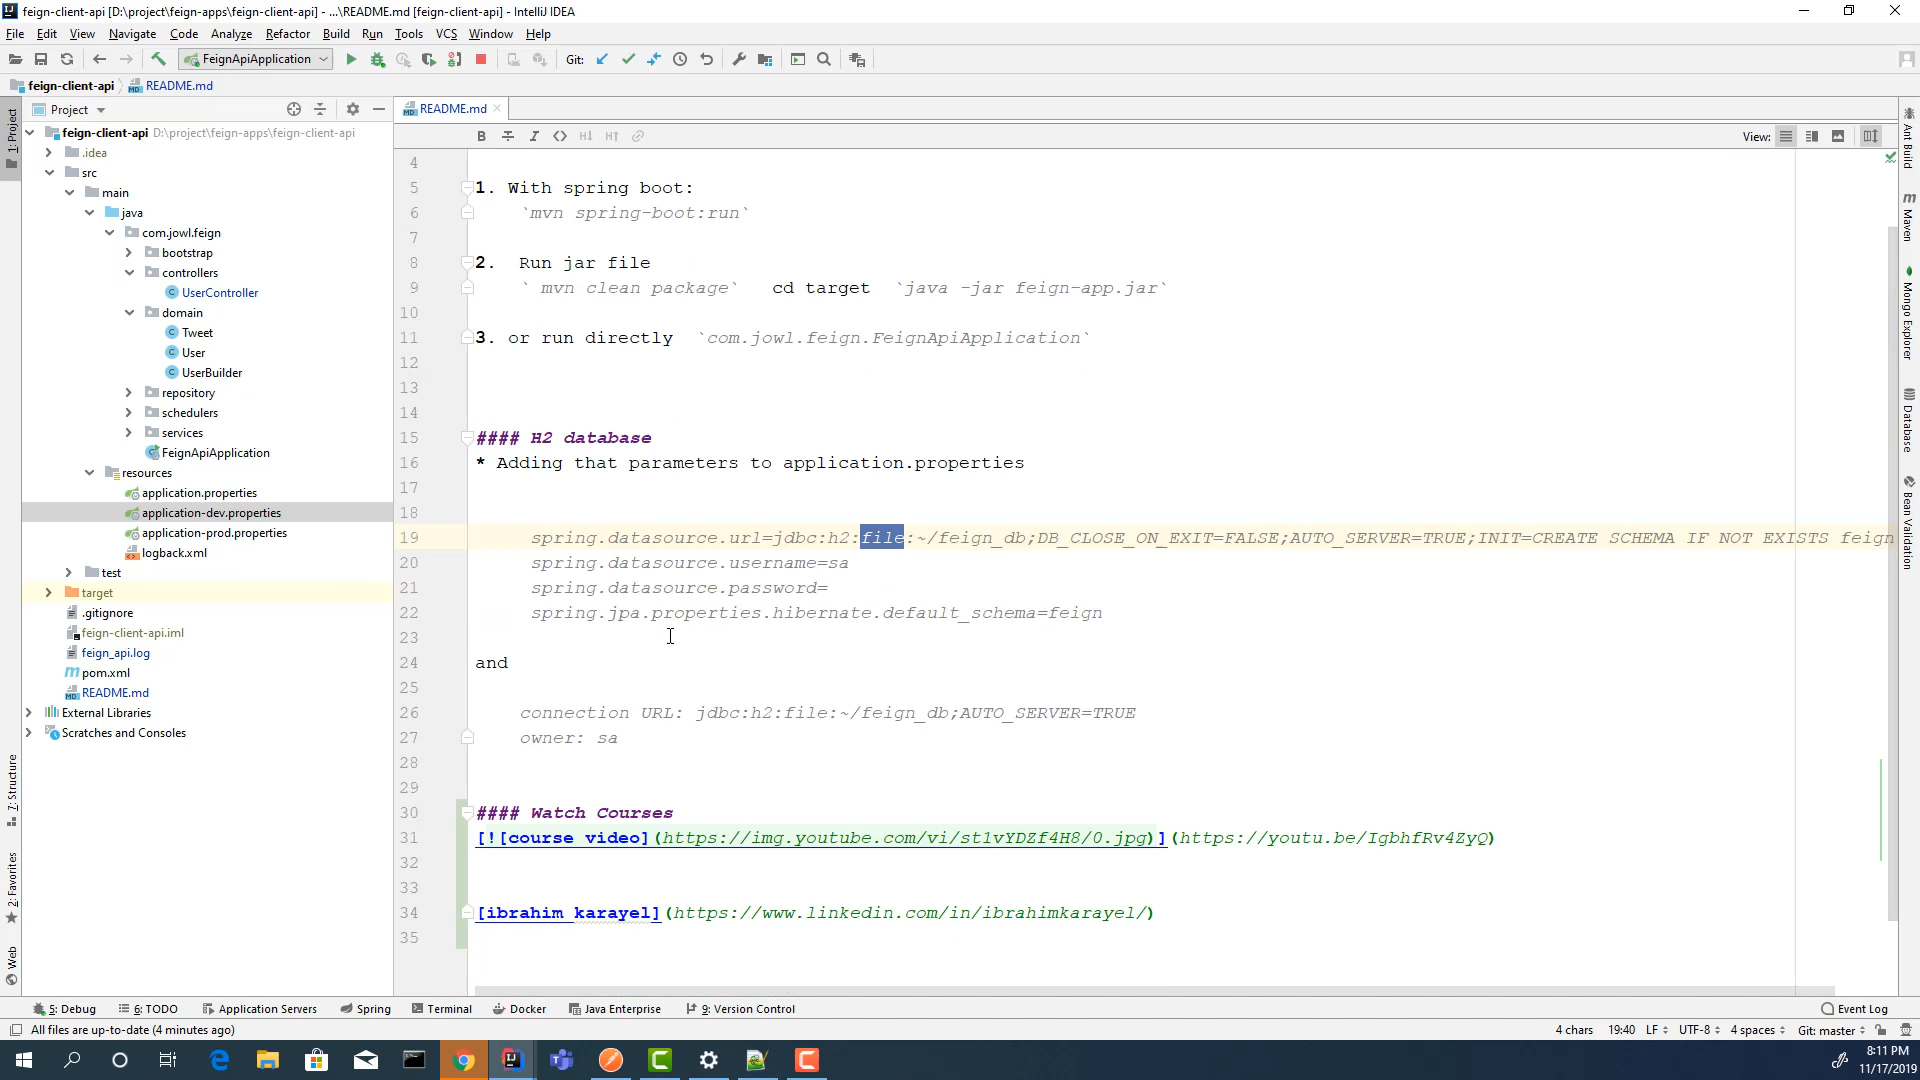 feign-client-api [D:\project\feign-apps\feign-client-api] - ...\README.md [feign-client-api] - IntelliJ IDEA
File Edit View Navigate Code Analyze Refactor Build Run Tools VCS Window Help
FeignApiApplication Git:
feign-client-api README.md
Project README.md
View:
1: Project
feign-client-api D:\project\feign-apps\feign-client-api
.idea
src
main
java
com.jowl.feign
bootstrap
controllers
UserController
domain
Tweet
User
UserBuilder
repository
schedulers
services
FeignApiApplication
resources
application.properties
application-dev.properties
application-prod.properties
logback.xml
test
target
.gitignore
feign-client-api.iml
feign_api.log
pom.xml
README.md
External Libraries
Scratches and Consoles
7: Structure
2: Favorites
Web
4
5 1. With spring boot:
6 `mvn spring-boot:run`
7
8 2. Run jar file
9 ` mvn clean package` cd target `java -jar feign-app.jar`
10
11 3. or run directly `com.jowl.feign.FeignApiApplication`
12
13
14
15 #### H2 database
16 * Adding that parameters to application.properties
17
18
19 spring.datasource.url=jdbc:h2:file:~/feign_db;DB_CLOSE_ON_EXIT=FALSE;AUTO_SERVER=TRUE;INIT=CREATE SCHEMA IF NOT EXISTS feign
20 spring.datasource.username=sa
21 spring.datasource.password=
22 spring.jpa.properties.hibernate.default_schema=feign
23
24 and
25
26 connection URL: jdbc:h2:file:~/feign_db;AUTO_SERVER=TRUE
27 owner: sa
28
29
30 #### Watch Courses
31 [![course video](https://img.youtube.com/vi/st1vYDZf4H8/0.jpg)](https://youtu.be/IgbhfRv4ZyQ)
32
33
34 [ibrahim karayel](https://www.linkedin.com/in/ibrahimkarayel/)
35
Ant Build
Maven
Mongo Explorer
Database
Bean Validation
5: Debug 6: TODO Application Servers Spring Terminal Docker Java Enterprise 9: Version Control Event Log
All files are up-to-date (4 minutes ago) 4 chars 19:40 LF UTF-8 4 spaces Git: master
8:11 PM
11/17/2019